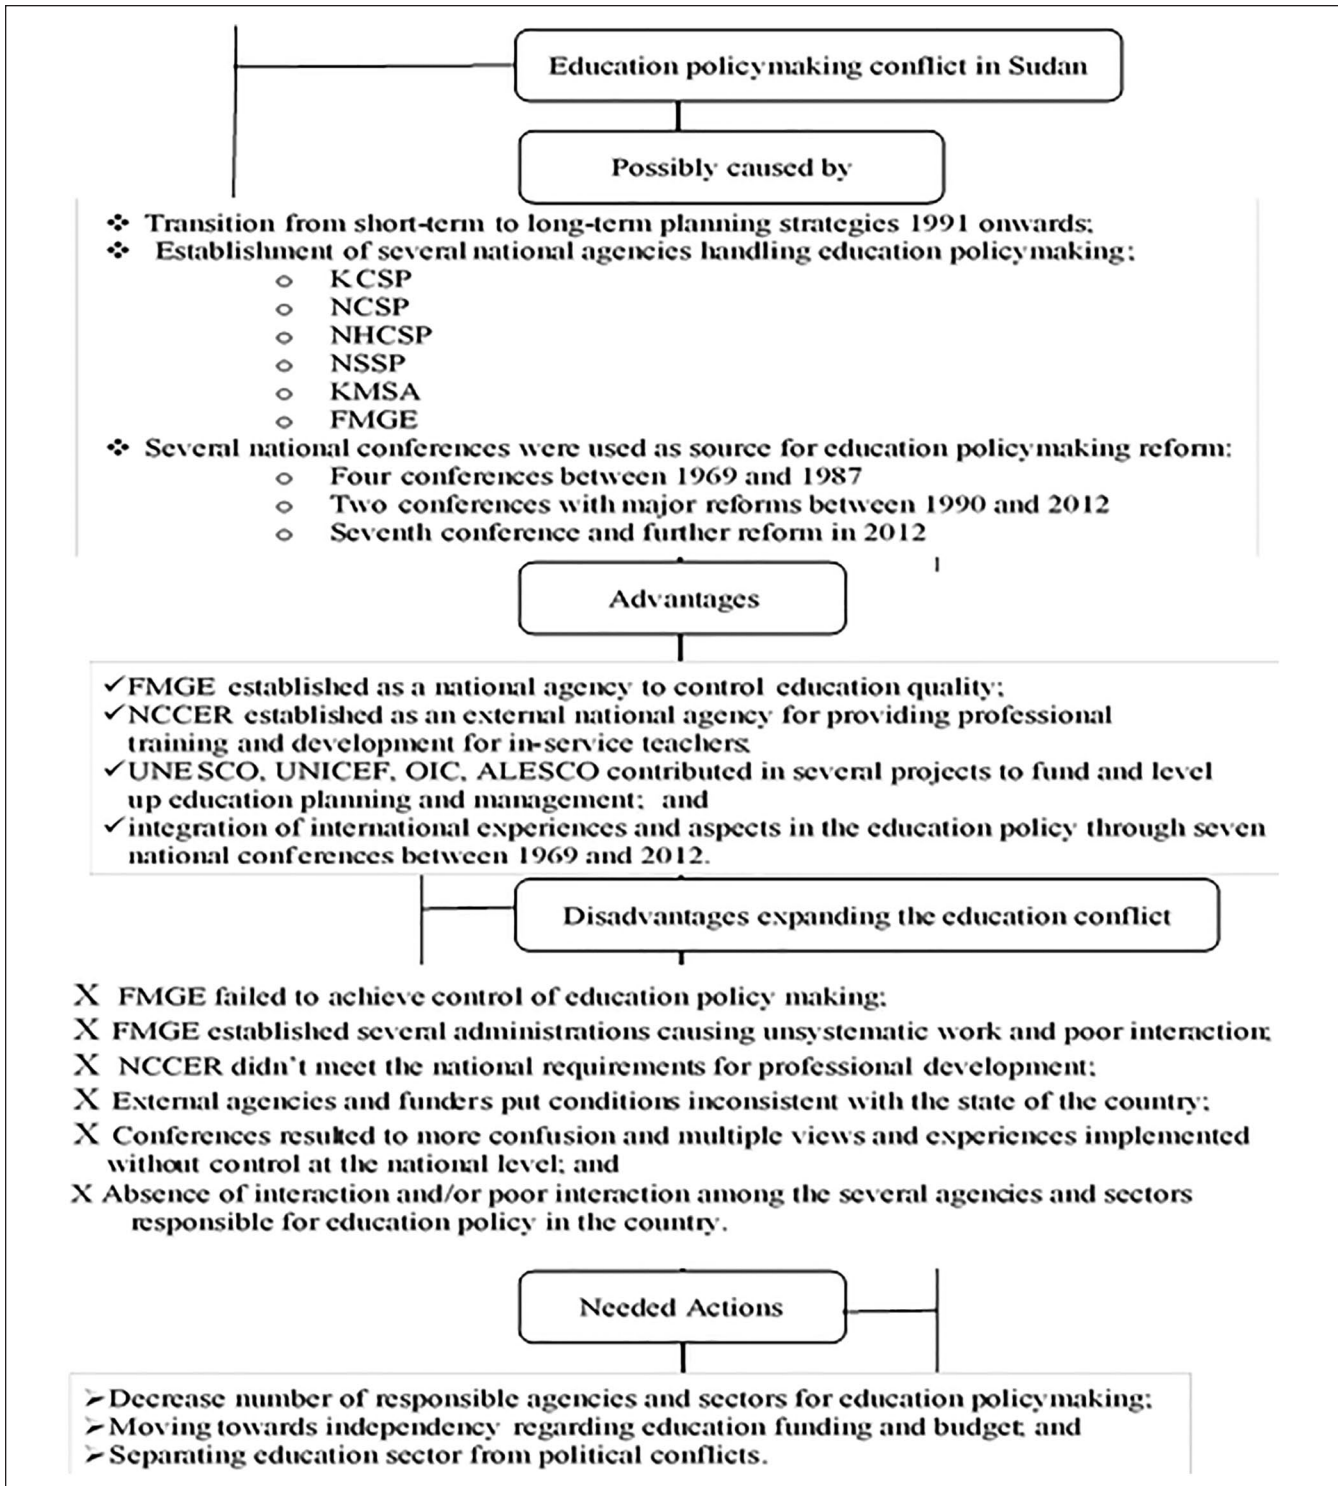 Education policymaking conflict in Sudan
Possibly caused by
❖ Transition from short-term to long-term planning strategies 1991 onwards;
❖ Establishment of several national agencies handling education policymaking:
o KCSP
o NCSP
o NHCSP
o NSSP
o KMSA
o FMGE
❖ Several national conferences were used as source for education policymaking reform:
o Four conferences between 1969 and 1987
o Two conferences with major reforms between 1990 and 2012
o Seventh conference and further reform in 2012
Advantages
✓FMGE established as a national agency to control education quality;
✓NCCER established as an external national agency for providing professional
training and development for in-service teachers;
✓UNESCO, UNICEF, OIC, ALESCO contributed in several projects to fund and level
up education planning and management; and
✓integration of international experiences and aspects in the education policy through seven
national conferences between 1969 and 2012.
Disadvantages expanding the education conflict
X FMGE failed to achieve control of education policy making;
X FMGE established several administrations causing unsystematic work and poor interaction;
X NCCER didn't meet the national requirements for professional development;
X External agencies and funders put conditions inconsistent with the state of the country;
X Conferences resulted to more confusion and multiple views and experiences implemented
without control at the national level; and
X Absence of interaction and/or poor interaction among the several agencies and sectors
responsible for education policy in the country.
Needed Actions
➢Decrease number of responsible agencies and sectors for education policymaking;
➢Moving towards independency regarding education funding and budget; and
➢Separating education sector from political conflicts.